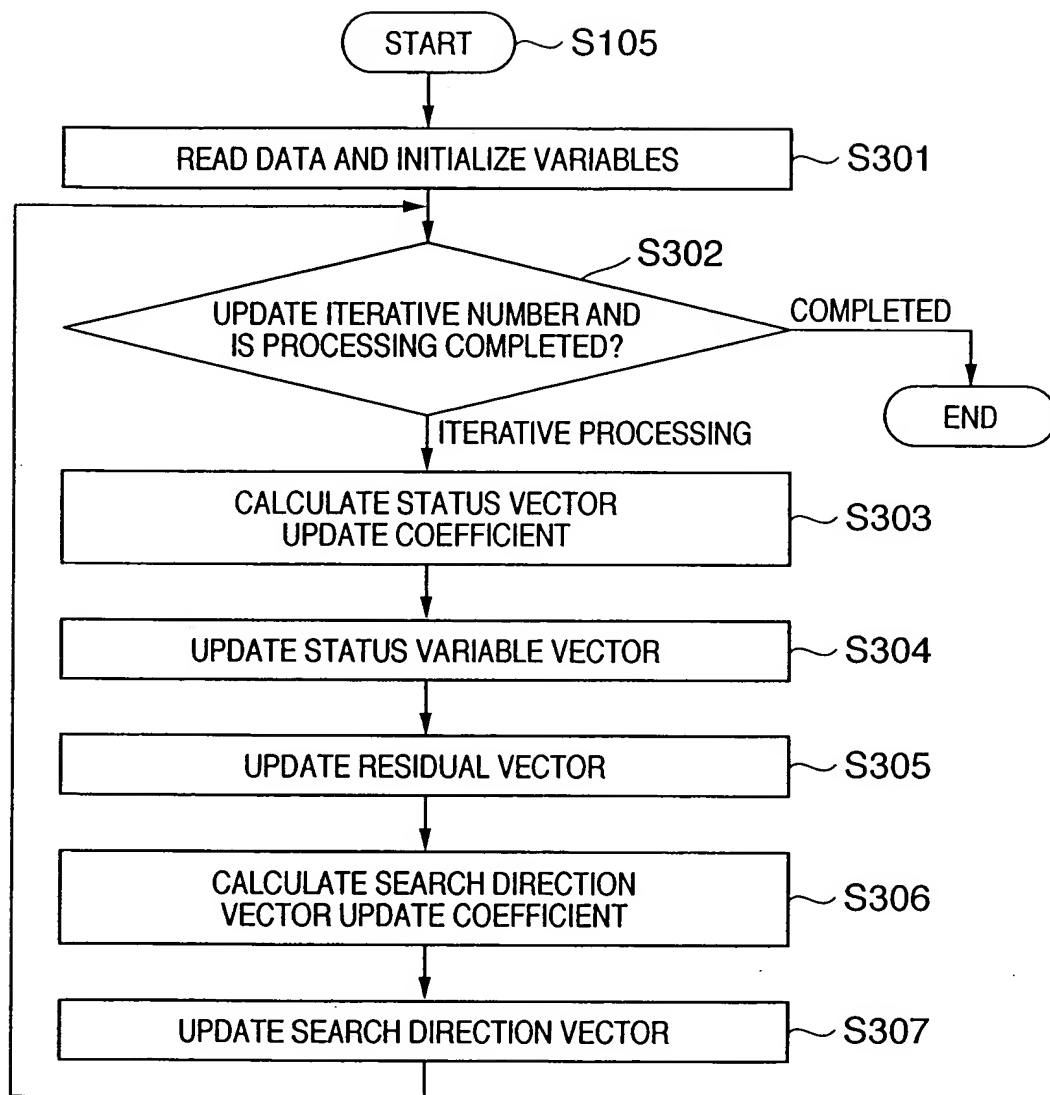 START
S105
READ DATA AND INITIALIZE VARIABLES
S301
S302
UPDATE ITERATIVE NUMBER AND
IS PROCESSING COMPLETED?
COMPLETED
END
ITERATIVE PROCESSING
CALCULATE STATUS VECTOR
UPDATE COEFFICIENT
S303
UPDATE STATUS VARIABLE VECTOR
S304
UPDATE RESIDUAL VECTOR
S305
CALCULATE SEARCH DIRECTION
VECTOR UPDATE COEFFICIENT
S306
UPDATE SEARCH DIRECTION VECTOR
S307